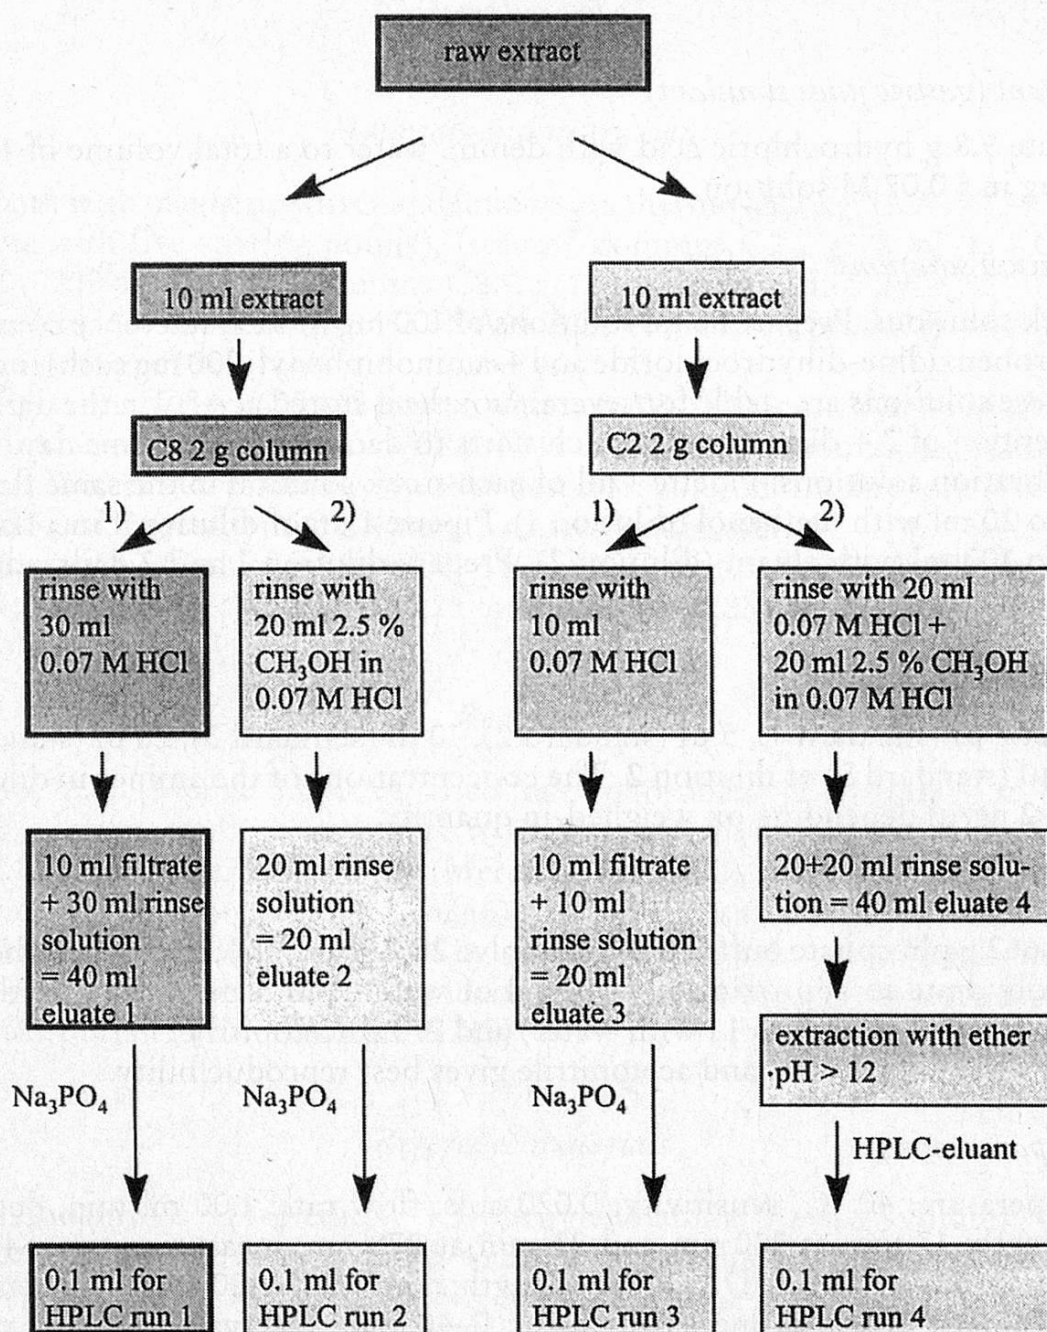 raw extract
10 ml extract
10 ml extract
C8 2 g column
C2 2 g column
1)
2)
1)
2)
rinse with
30 ml
0.07 M HCl
rinse with
20 ml 2.5 %
CH₃OH in
0.07 M HCl
rinse with
10 ml
0.07 M HCl
rinse with 20 ml
0.07 M HCl +
20 ml 2.5 % CH₃OH
in 0.07 M HCl
10 ml filtrate
+ 30 ml rinse
solution
= 40 ml
eluate 1
20 ml rinse
solution
= 20 ml
eluate 2
10 ml filtrate
+ 10 ml
rinse solution
= 20 ml
eluate 3
20+20 ml rinse solu-
tion = 40 ml eluate 4
extraction with ether
pH > 12
Na₃PO₄
Na₃PO₄
Na₃PO₄
HPLC-eluant
0.1 ml for
HPLC run 1
0.1 ml for
HPLC run 2
0.1 ml for
HPLC run 3
0.1 ml for
HPLC run 4